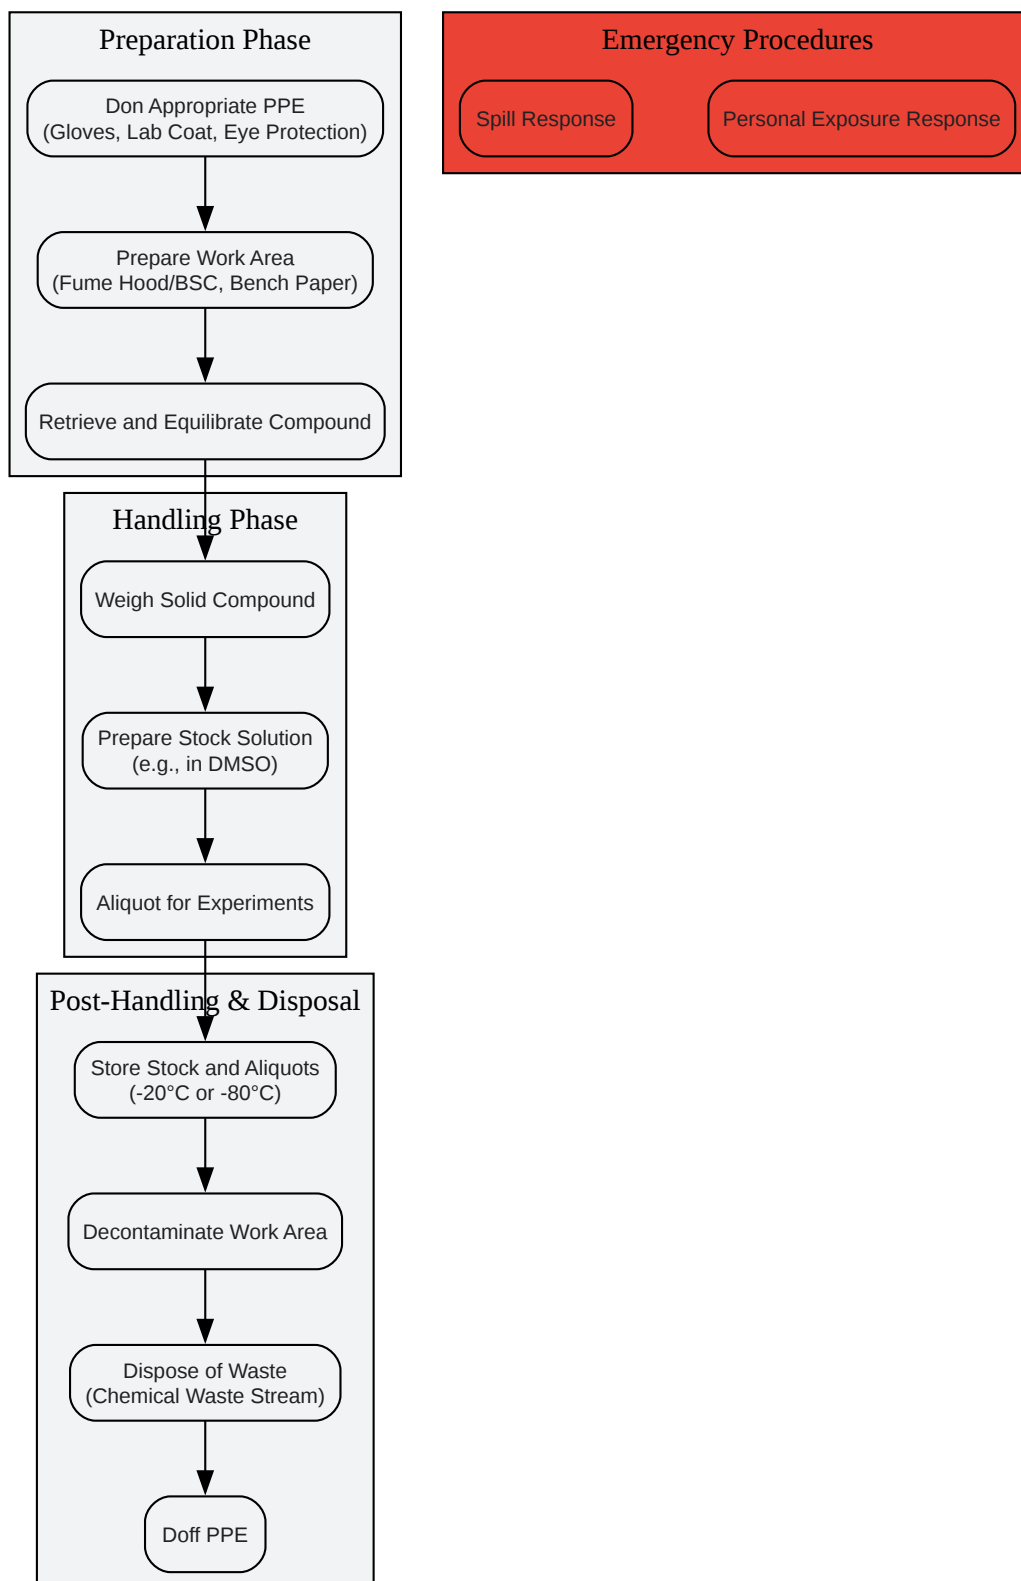 Preparation Phase
Don Appropriate PPE
(Gloves, Lab Coat, Eye Protection)
Prepare Work Area
(Fume Hood/BSC, Bench Paper)
Retrieve and Equilibrate Compound
Handling Phase
Weigh Solid Compound
Prepare Stock Solution
(e.g., in DMSO)
Aliquot for Experiments
Post-Handling & Disposal
Store Stock and Aliquots
(-20°C or -80°C)
Decontaminate Work Area
Dispose of Waste
(Chemical Waste Stream)
Doff PPE
Emergency Procedures
Spill Response
Personal Exposure Response